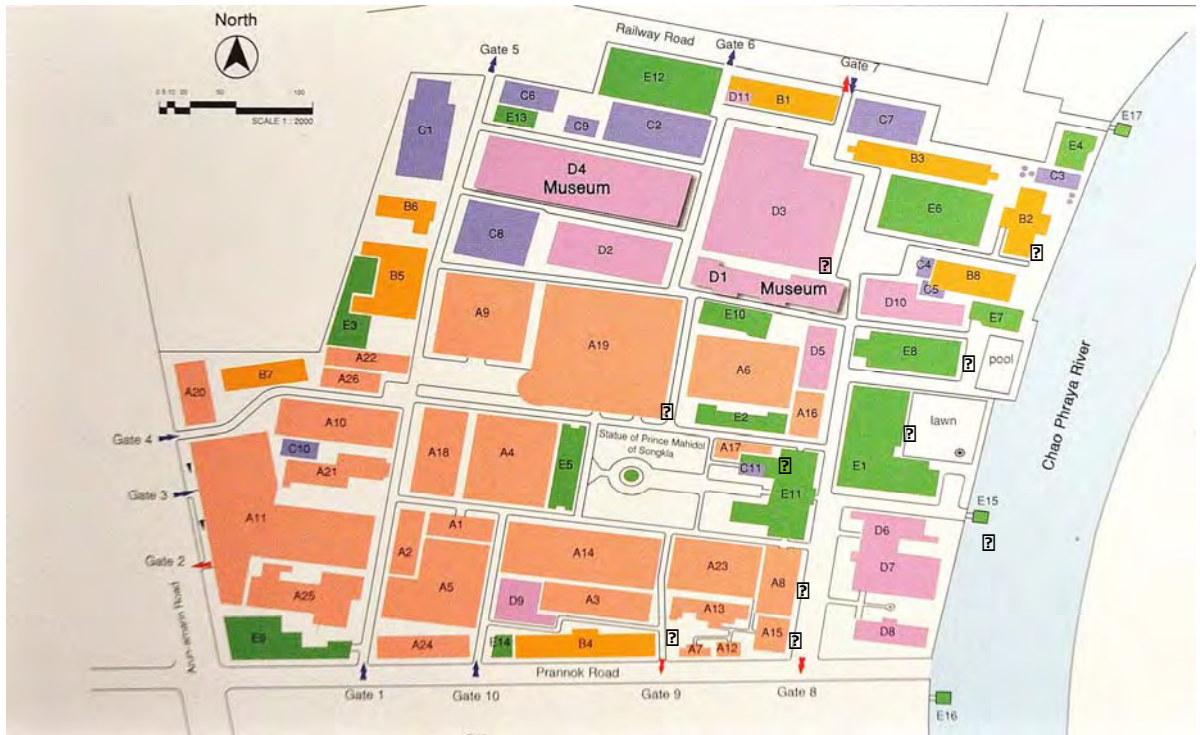 North
0 5 10 25 60 100
SCALE 1 : 2000
Railway Road
Gate 5
Gate 6
Gate 7
E12
D11
B1
C6
E13
C9
C2
C1
C7
E17
E4
B3
C3
D4
Museum
D3
E6
B2
B6
C8
D2
B5
D1
Museum
C4
C5
B8
D10
E7
E3
A9
A19
E10
D5
E8
pool
A6
A22
A26
B7
A20
E2
A16
lawn
Chao Phraya River
Gate 4
A10
C10
A21
A18
A4
E5
Statue of Prince Mahidol
of Songkla
A17
C11
E11
E1
Gate 3
A11
E15
A1
A2
A14
A23
A8
D6
D7
Gate 2
A25
A5
D9
A3
A13
A15
D8
Arun-amarin Road
E9
A24
E14
B4
A7
A12
Prannok Road
Gate 1
Gate 10
Gate 9
Gate 8
E16